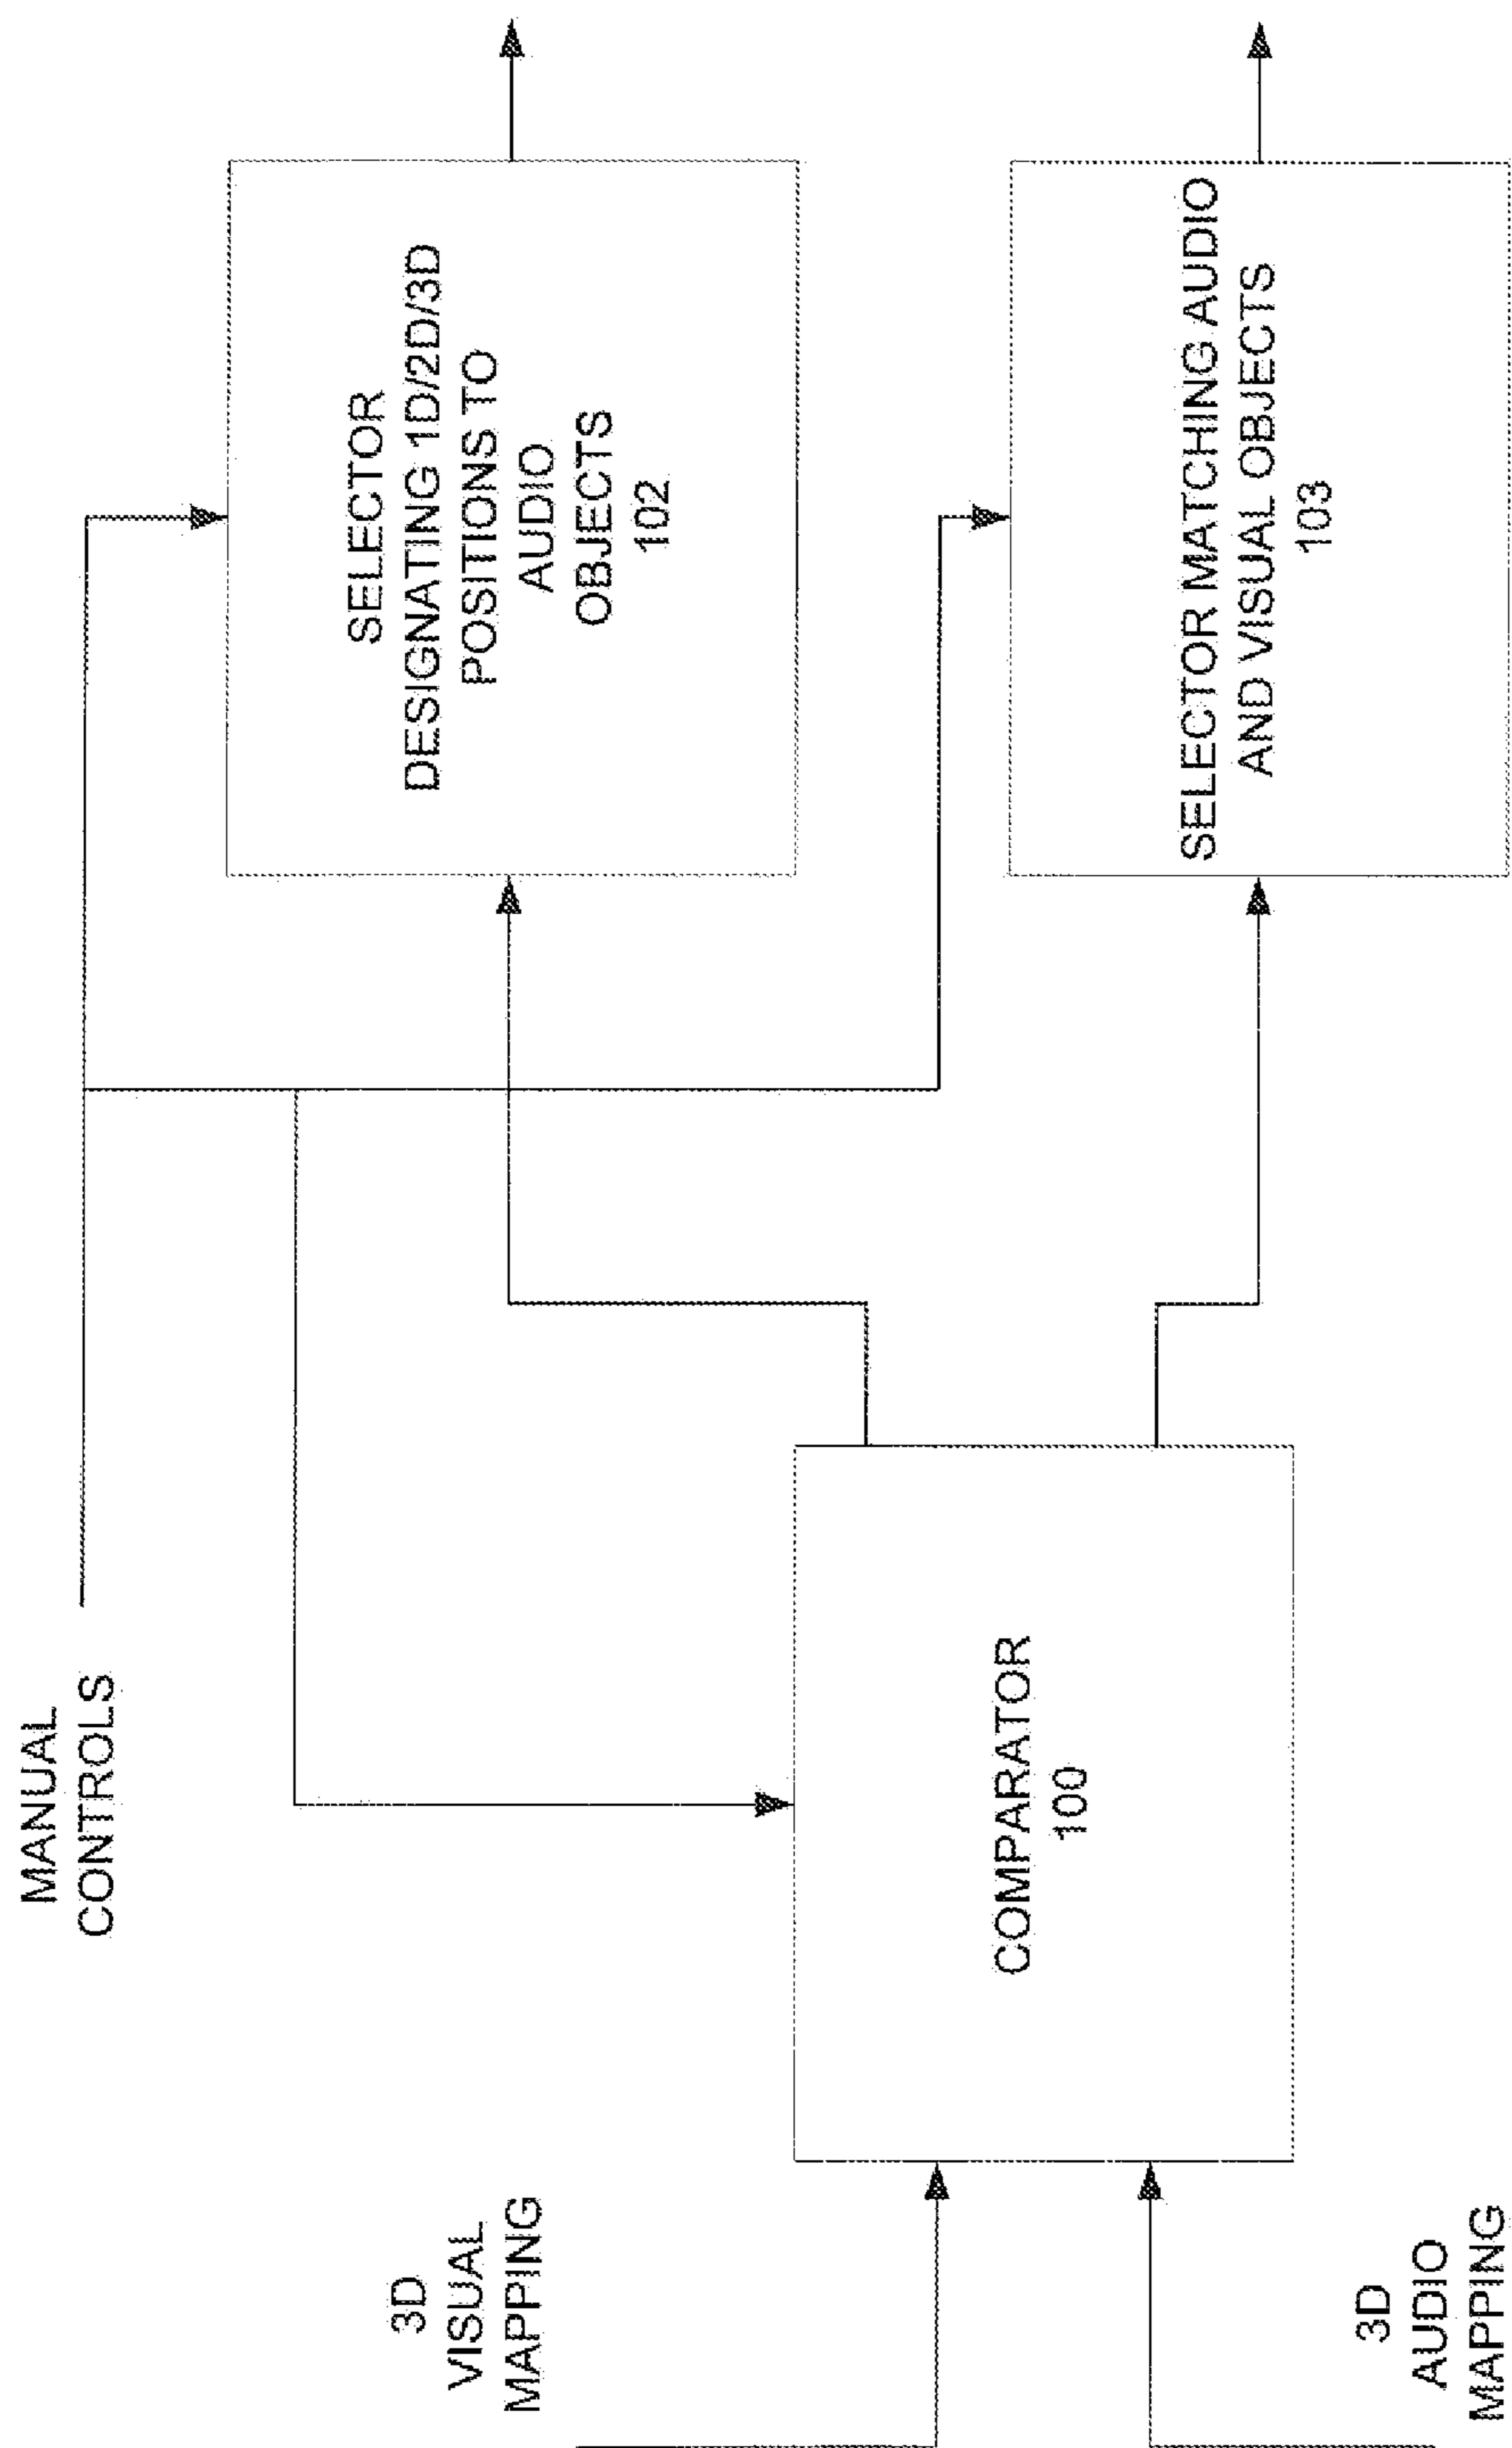 MANUAL
CONTROLS
3D
VISUAL
MAPPING
3D
AUDIO
MAPPING
COMPARATOR
100
SELECTOR
DESIGNATING 1D/2D/3D
POSITIONS TO
AUDIO
OBJECTS
102
SELECTOR MATCHING AUDIO
AND VISUAL OBJECTS
103